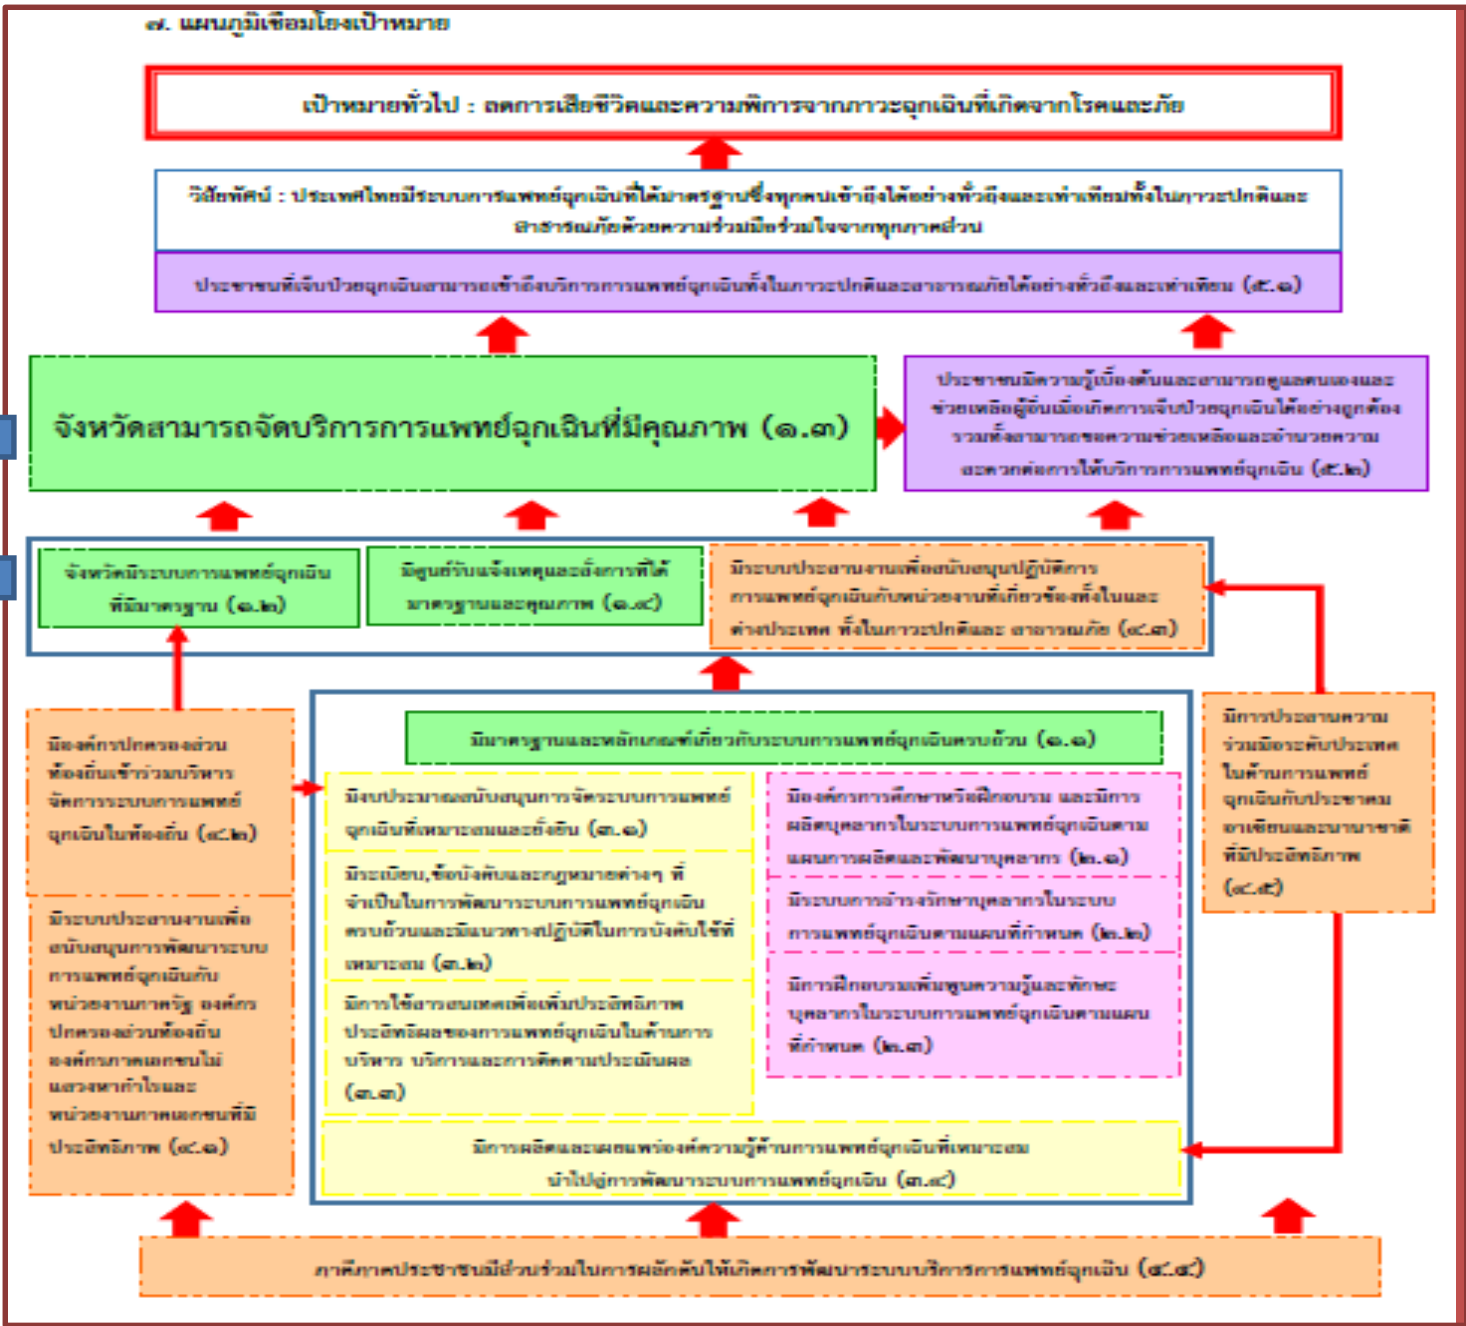 ๗. แผนภูมิเชื่อมโยงเป้าหมาย
เป้าหมายทั่วไป : ลดการเสียชีวิตและความพิการจากภาวะฉุกเฉินที่เกิดจากโรคและภัย
วิสัยทัศน์ : ประเทศไทยมีระบบการแพทย์ฉุกเฉินที่ได้มาตรฐานซึ่งทุกคนเข้าถึงได้อย่างทั่วถึงและเท่าเทียมทั้งในภาวะปกติและ
สาธารณภัยด้วยความร่วมมือร่วมใจจากทุกภาคส่วน
ประชาชนที่เจ็บป่วยฉุกเฉินสามารถเข้าถึงบริการการแพทย์ฉุกเฉินทั้งในภาวะปกติและสาธารณภัยได้อย่างทั่วถึงและเท่าเทียม (๕.๑)
จังหวัดสามารถจัดบริการการแพทย์ฉุกเฉินที่มีคุณภาพ (๑.๓)
ประชาชนมีความรู้เบื้องต้นและสามารถดูแลตนเองและ
ช่วยเหลือผู้อื่นเมื่อเกิดการเจ็บป่วยฉุกเฉินได้อย่างถูกต้อง
รวมทั้งสามารถขอความช่วยเหลือและอำนวยความ
สะดวกต่อการให้บริการการแพทย์ฉุกเฉิน (๕.๒)
จังหวัดมีระบบการแพทย์ฉุกเฉิน
ที่มีมาตรฐาน (๑.๒)
มีศูนย์รับแจ้งเหตุและสั่งการที่ได้
มาตรฐานและคุณภาพ (๑.๔)
มีระบบประสานงานเพื่อสนับสนุนปฏิบัติการ
การแพทย์ฉุกเฉินกับหน่วยงานที่เกี่ยวข้องทั้งในและ
ต่างประเทศ ทั้งในภาวะปกติและ สาธารณภัย (๔.๓)
มีองค์กรปกครองส่วน
ท้องถิ่นเข้าร่วมบริหาร
จัดการระบบการแพทย์
ฉุกเฉินในท้องถิ่น (๔.๒)
มีระบบประสานงานเพื่อ
สนับสนุนการพัฒนาระบบ
การแพทย์ฉุกเฉินกับ
หน่วยงานภาครัฐ องค์กร
ปกครองส่วนท้องถิ่น
องค์กรภาคเอกชนไม่
แสวงหากำไรและ
หน่วยงานภาคเอกชนที่มี
ประสิทธิภาพ (๔.๑)
มีมาตรฐานและหลักเกณฑ์เกี่ยวกับระบบการแพทย์ฉุกเฉินครบถ้วน (๑.๑)
มีงบประมาณสนับสนุนการจัดระบบการแพทย์
ฉุกเฉินที่เหมาะสมและยั่งยืน (๓.๑)
มีระเบียบ,ข้อบังคับและกฎหมายต่างๆ ที่
จำเป็นในการพัฒนาระบบการแพทย์ฉุกเฉิน
ครบถ้วนและมีแนวทางปฏิบัติในการบังคับใช้ที่
เหมาะสม (๓.๒)
มีการใช้สารสนเทศเพื่อเพิ่มประสิทธิภาพ
ประสิทธิผลของการแพทย์ฉุกเฉินในด้านการ
บริหาร บริการและการติดตามประเมินผล
(๓.๓)
มีองค์กรการศึกษาหรือฝึกอบรม และมีการ
ผลิตบุคลากรในระบบการแพทย์ฉุกเฉินตาม
แผนการผลิตและพัฒนาบุคลากร (๒.๑)
มีระบบการธำรงรักษาบุคลากรในระบบ
การแพทย์ฉุกเฉินตามแผนที่กำหนด (๒.๒)
มีการฝึกอบรมเพิ่มพูนความรู้และทักษะ
บุคลากรในระบบการแพทย์ฉุกเฉินตามแผน
ที่กำหนด (๒.๓)
มีการผลิตและเผยแพร่องค์ความรู้ด้านการแพทย์ฉุกเฉินที่เหมาะสม
นำไปสู่การพัฒนาระบบการแพทย์ฉุกเฉิน (๓.๔)
มีการประสานความ
ร่วมมือระดับประเทศ
ในด้านการแพทย์
ฉุกเฉินกับประชาคม
อาเซียนและนานาชาติ
ที่มีประสิทธิภาพ
(๔.๕)
ภาคีภาคประชาชนมีส่วนร่วมในการผลักดันให้เกิดการพัฒนาระบบบริการการแพทย์ฉุกเฉิน (๔.๔)